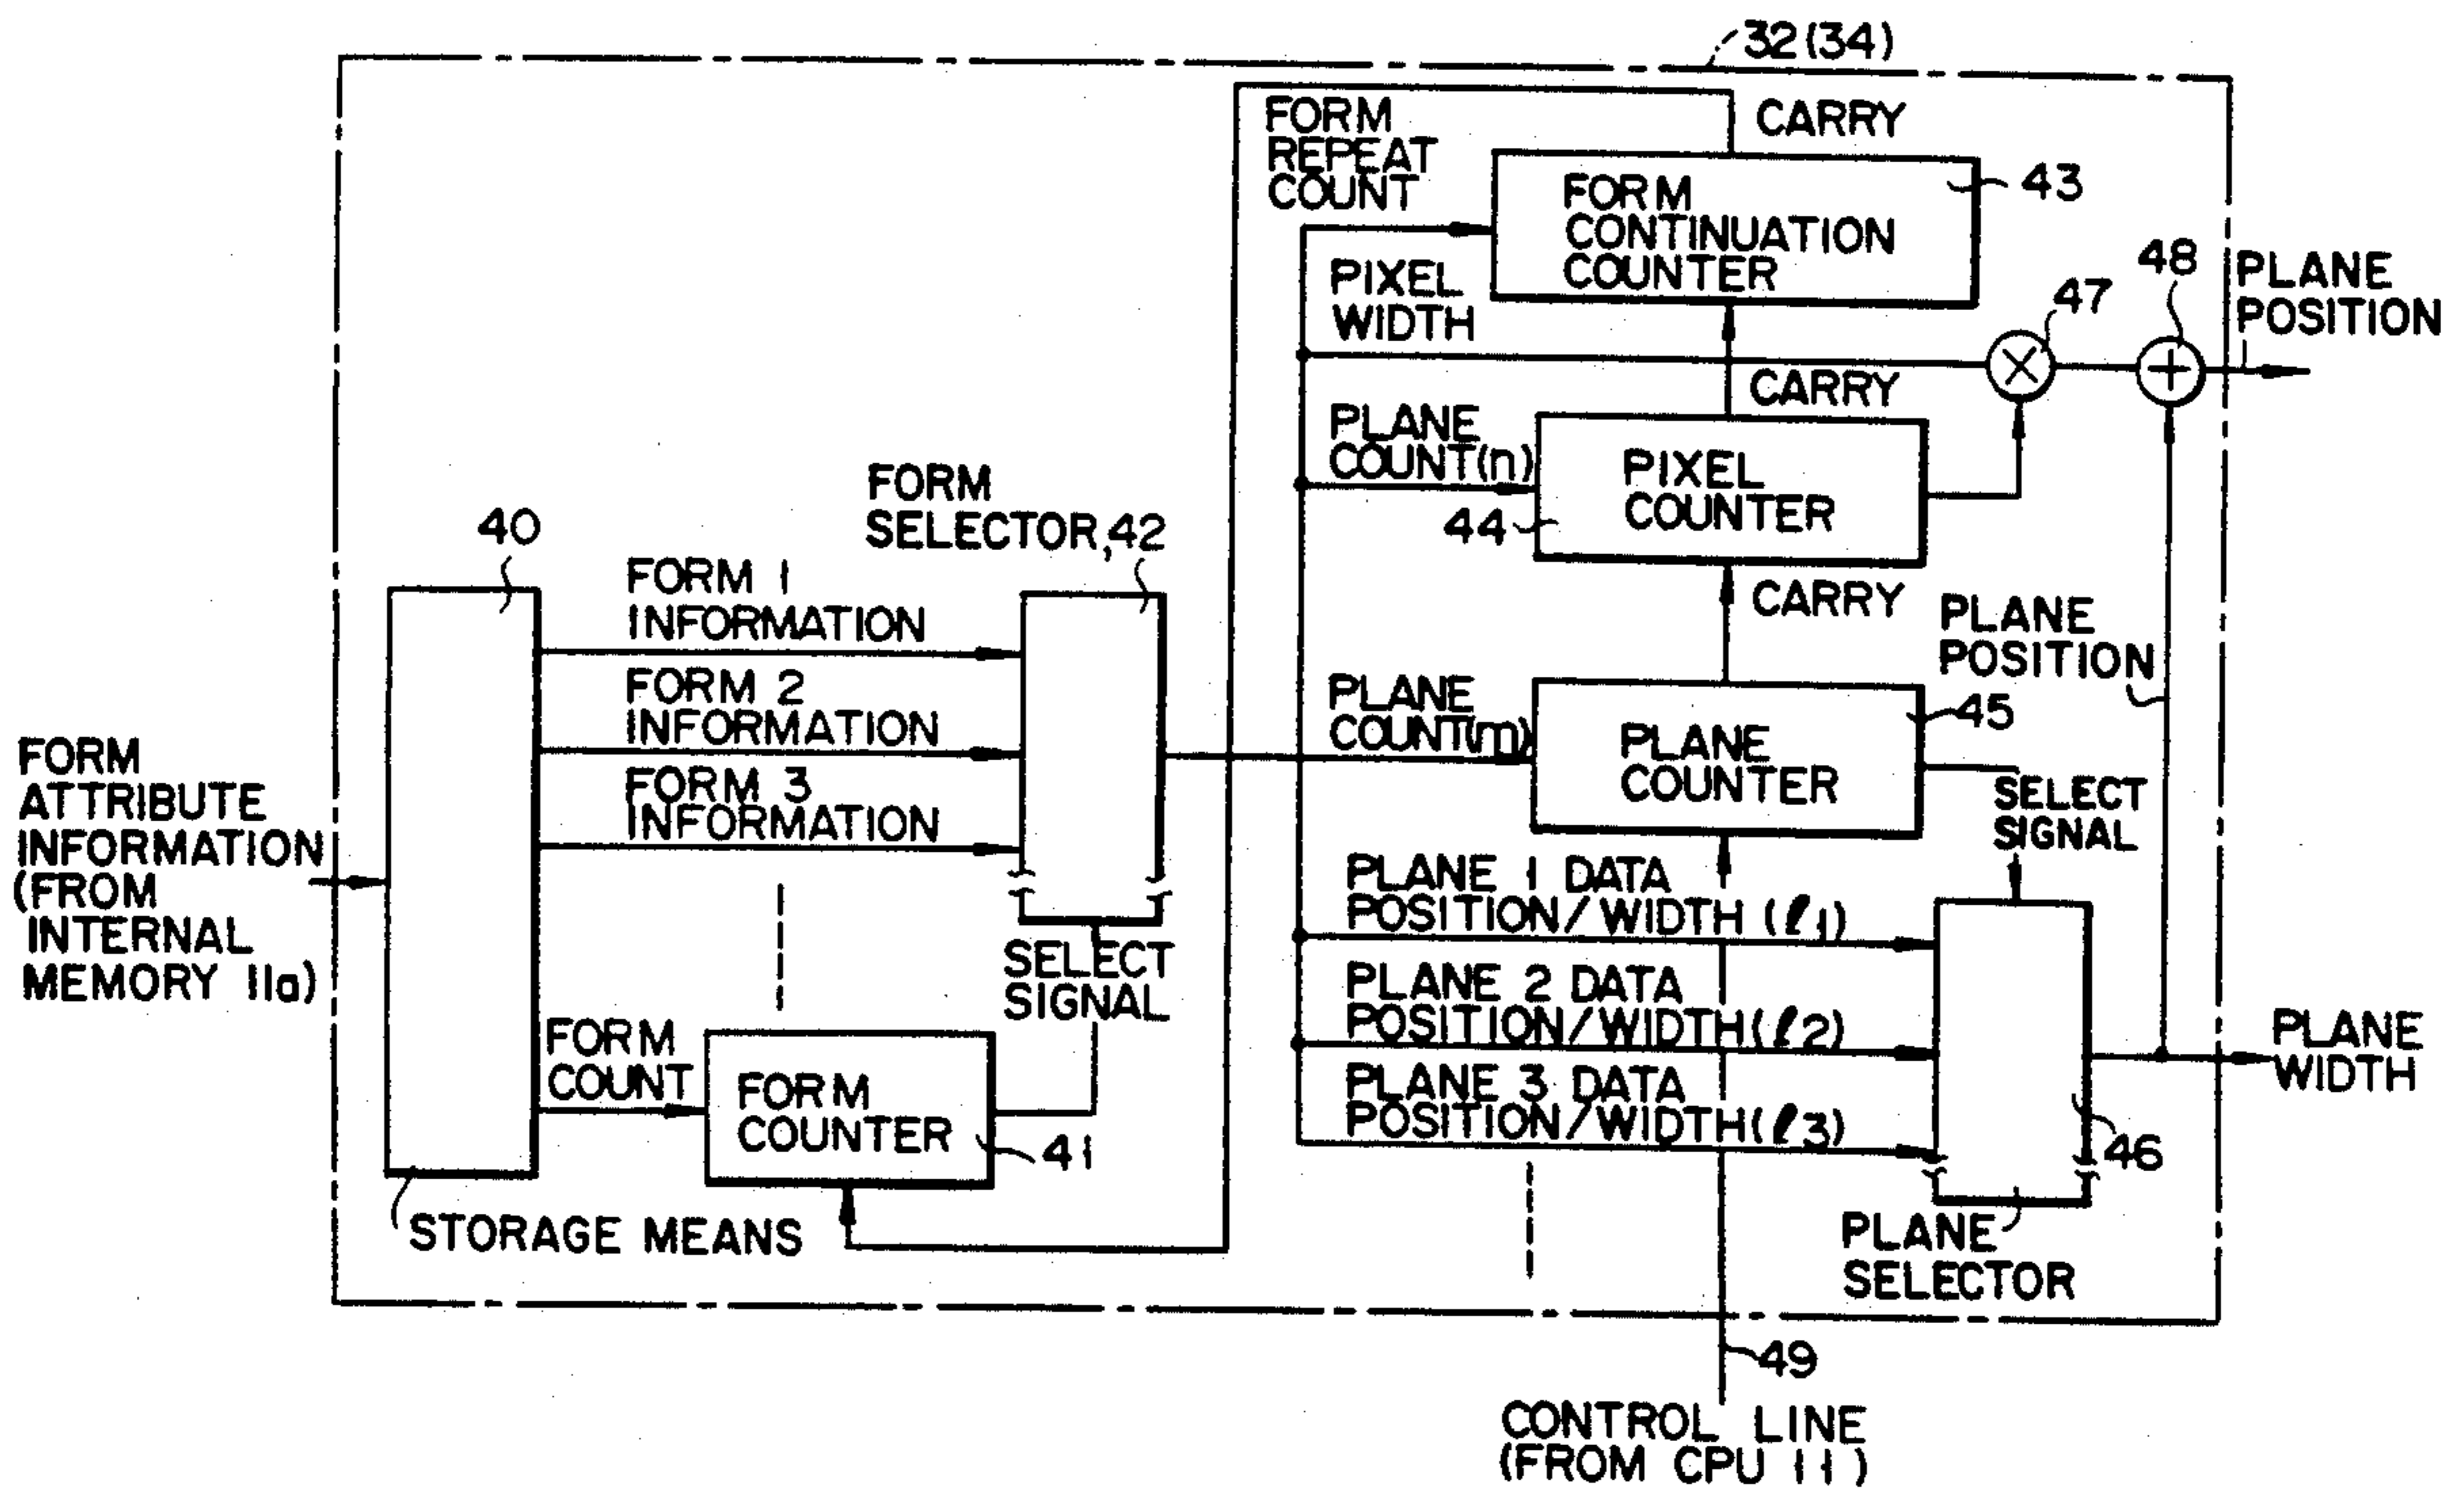 32(34)
FORM
REPEAT
COUNT
CARRY
FORM
CONTINUATION
COUNTER
43
PIXEL
WIDTH
47
48
PLANE
POSITION
CARRY
PLANE
COUNT(n)
PIXEL
COUNTER
44
CARRY
PLANE
POSITION
FORM
SELECTOR,42
40
FORM 1
INFORMATION
FORM 2
INFORMATION
FORM 3
INFORMATION
FORM
ATTRIBUTE
INFORMATION
(FROM
INTERNAL
MEMORY 11a)
PLANE
COUNT(m)
PLANE
COUNTER
45
SELECT
SIGNAL
SELECT
SIGNAL
FORM
COUNT
FORM
COUNTER
41
STORAGE MEANS
PLANE 1 DATA
POSITION/WIDTH (ℓ1)
PLANE 2 DATA
POSITION/WIDTH(ℓ2)
PLANE 3 DATA
POSITION/WIDTH(ℓ3)
PLANE
WIDTH
46
PLANE
SELECTOR
49
CONTROL LINE
(FROM CPU 11)